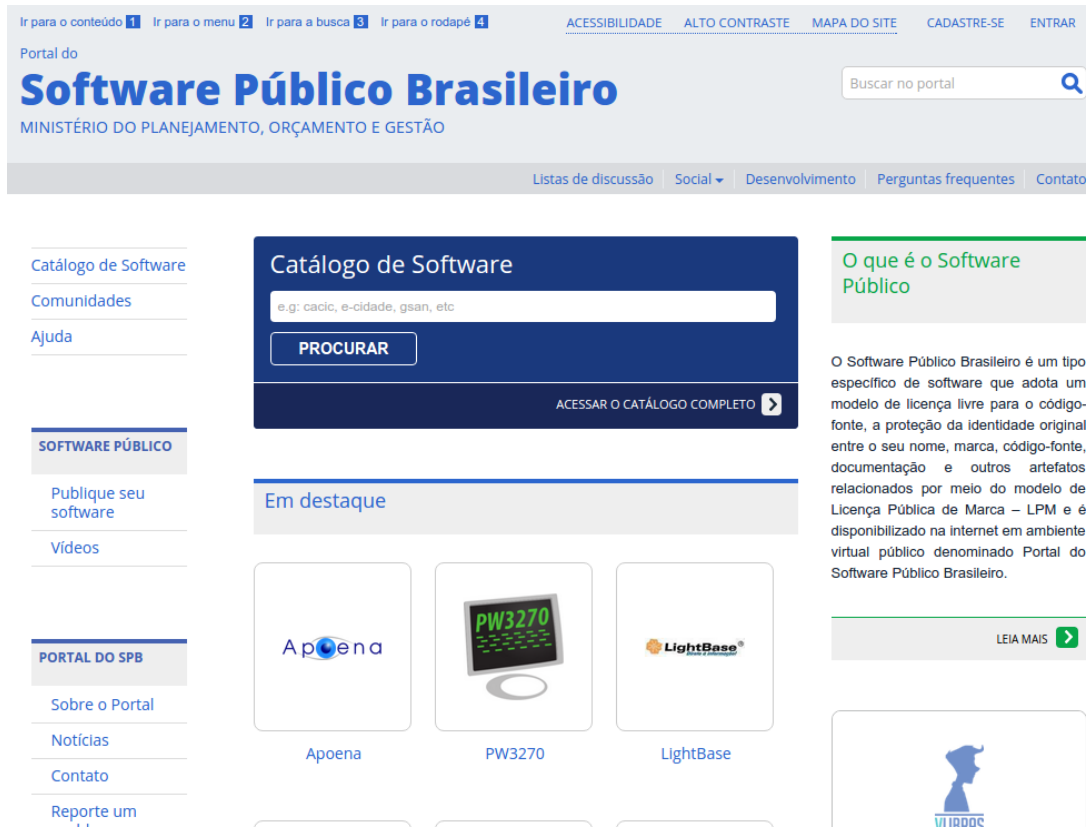 Ir para o conteúdo 1 Ir para o menu 2 Ir para a busca 3 Ir para o rodapé 4
ACESSIBILIDADE ALTO CONTRASTE MAPA DO SITE CADASTRE-SE ENTRAR
Portal do
Software Público Brasileiro
MINISTÉRIO DO PLANEJAMENTO, ORÇAMENTO E GESTÃO
Buscar no portal
Listas de discussão Social Desenvolvimento Perguntas frequentes Contato
Catálogo de Software
Comunidades
Ajuda
SOFTWARE PÚBLICO
Publique seu
software
Vídeos
PORTAL DO SPB
Sobre o Portal
Notícias
Contato
Reporte um
Catálogo de Software
e.g: cacic, e-cidade, gsan, etc
PROCURAR
ACESSAR O CATÁLOGO COMPLETO
Em destaque
Apoena
PW3270
LightBase®
Apoena
PW3270
LightBase
O que é o Software
Público
O Software Público Brasileiro é um tipo
específico de software que adota um
modelo de licença livre para o código-
fonte, a proteção da identidade original
entre o seu nome, marca, código-fonte,
documentação e outros artefatos
relacionados por meio do modelo de
Licença Pública de Marca – LPM e é
disponibilizado na internet em ambiente
virtual público denominado Portal do
Software Público Brasileiro.
LEIA MAIS